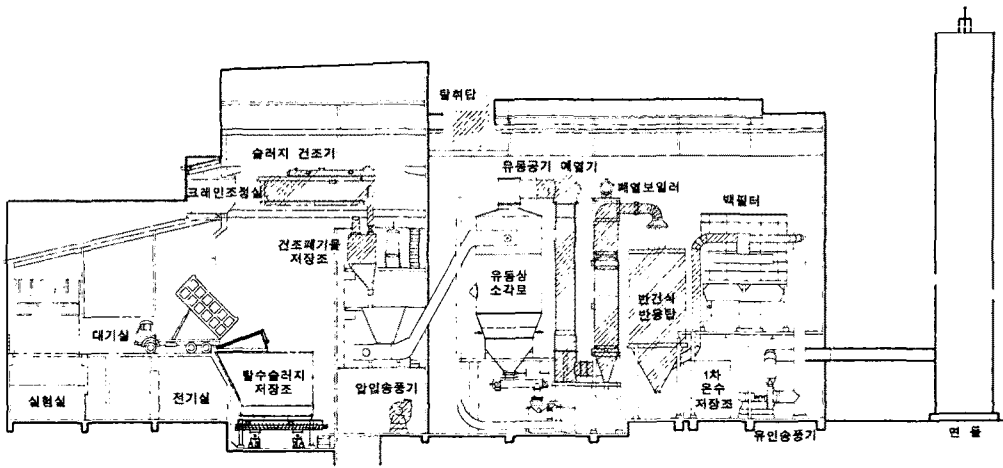 탈취탑
슬러지 건조기
유동공기 예열기
크레인조정실
폐열보일러
백필터
건조폐기물
저장조
유동상
소각로
반건식
반응탑
대기실
탈수슬러지
저장조
압입송풍기
1차
온수
저장조
실험실
전기실
유인송풍기
연 돌